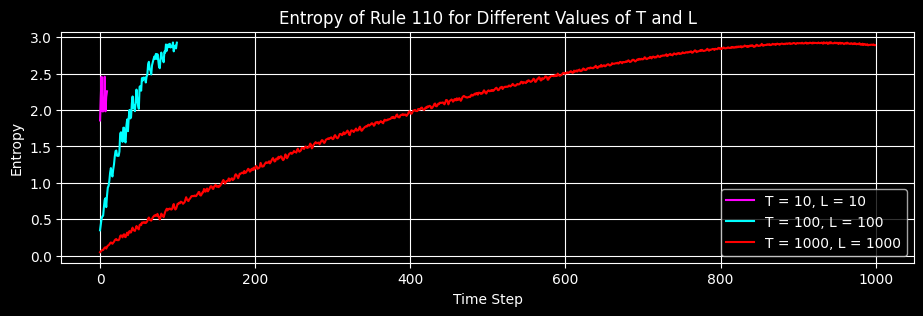 Entropy of Rule 110 for Different Values of T and L
Entropy
3.0
2.5
2.0
1.5
1.0
0.5
0.0
T = 10, L = 10
T = 100, L = 100
T = 1000, L = 1000
0 200 400 600 800 1000
Time Step